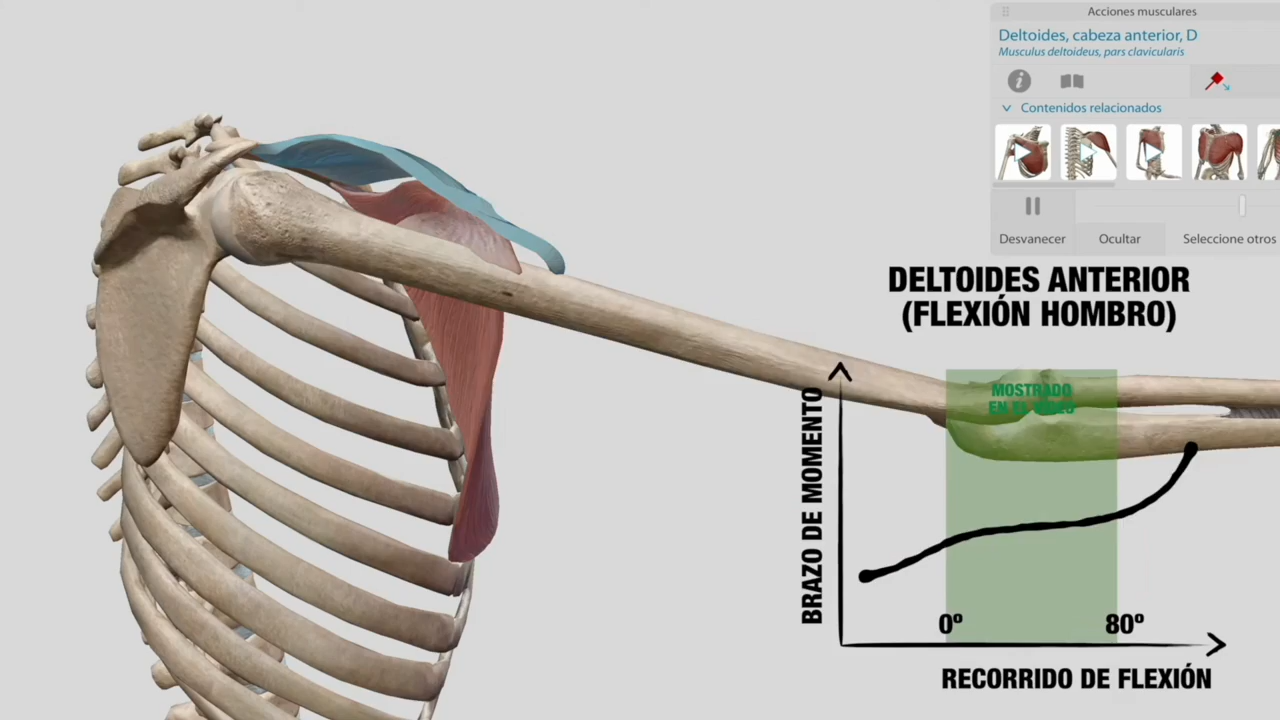 Acciones musculares
Deltoides, cabeza anterior, D
Musculus deltoideus, pars clavicularis
Contenidos relacionados
Desvanecer
Ocultar
Seleccione otros
DELTOIDES ANTERIOR
(FLEXIÓN HOMBRO)
MOSTRADO
EN EL
BRAZO DE MOMENTO
0º
80º
RECORRIDO DE FLEXIÓN